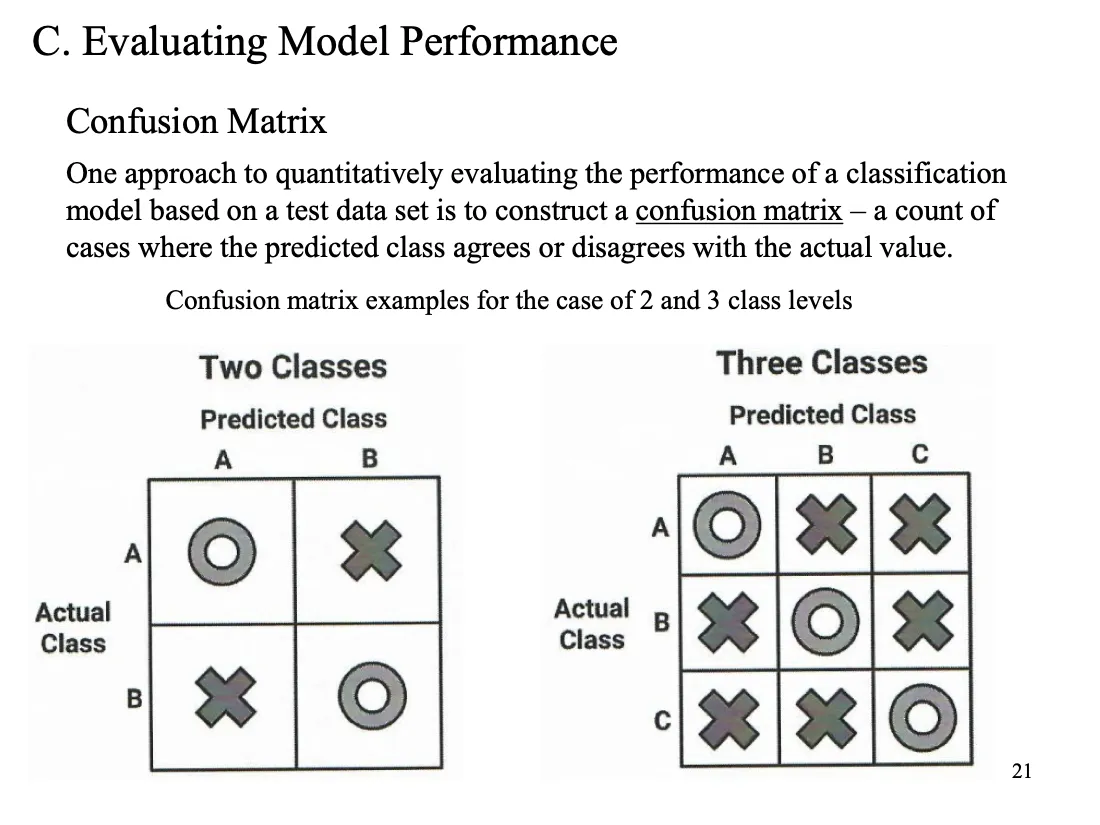 C. Evaluating Model Performance
Confusion Matrix
One approach to quantitatively evaluating the performance of a classification
model based on a test data set is to construct a confusion matrix – a count of
cases where the predicted class agrees or disagrees with the actual value.
Confusion matrix examples for the case of 2 and 3 class levels
Two Classes
Predicted Class
A B
A
Actual
Class
B
Three Classes
Predicted Class
A B C
A
Actual
Class
B
C
21